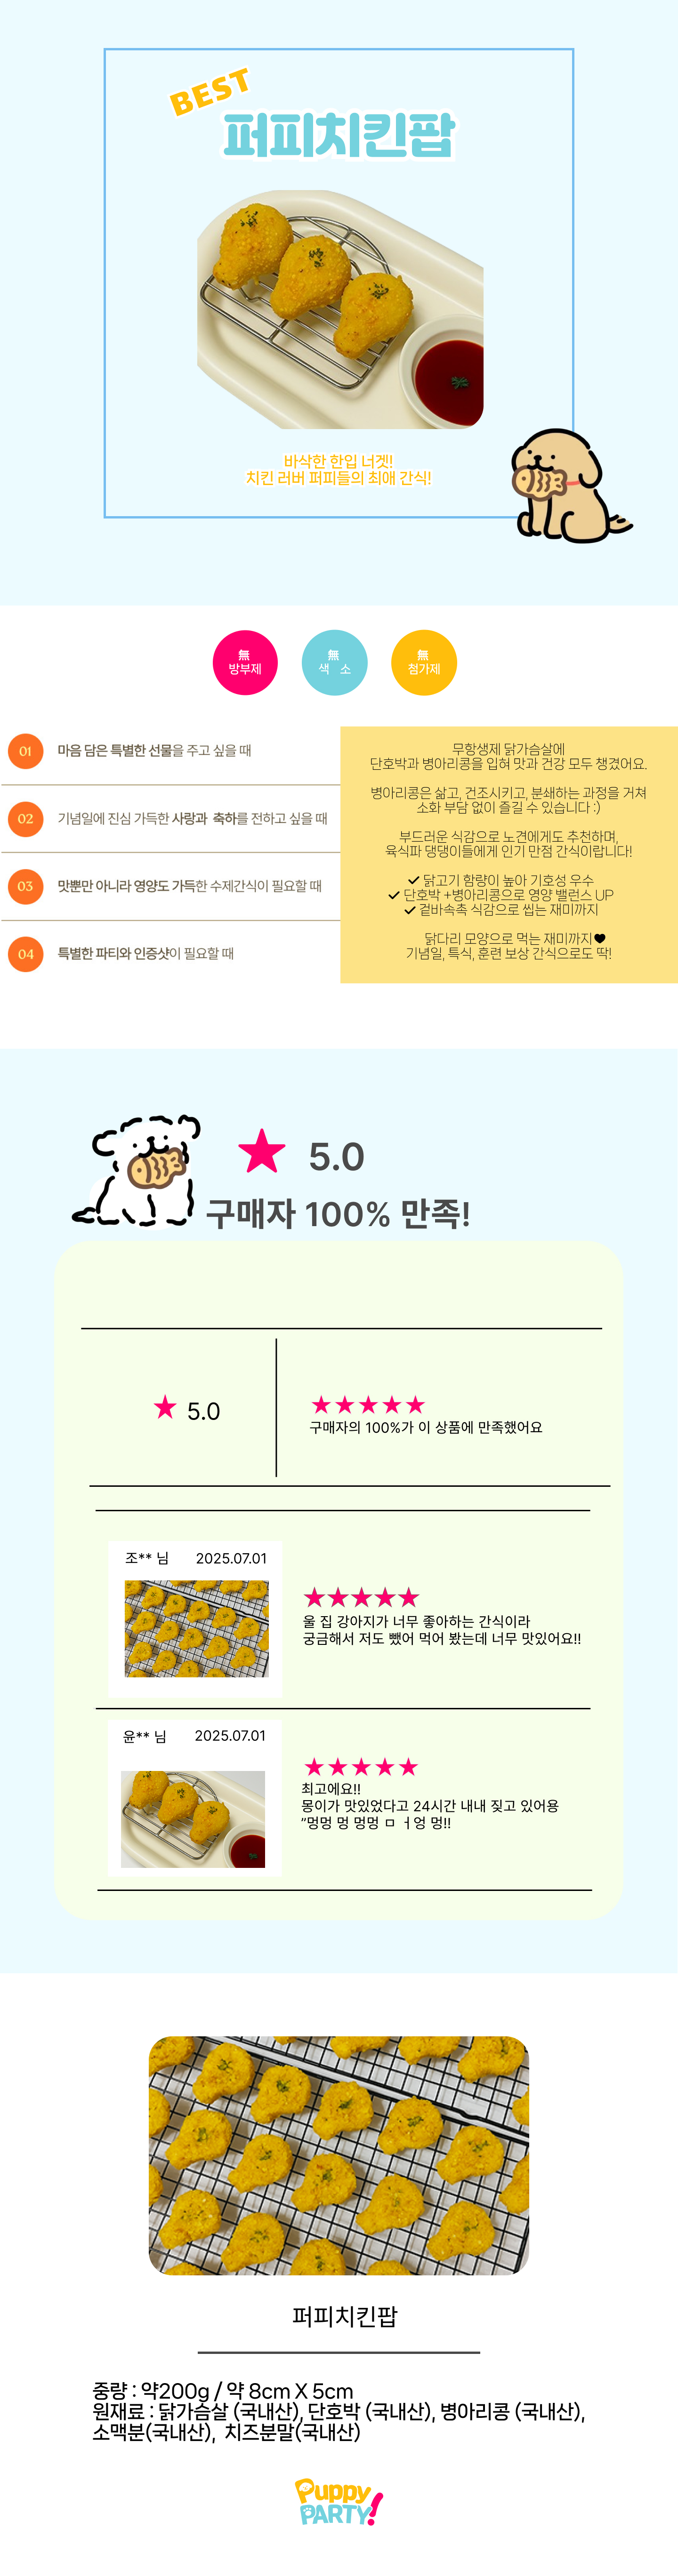 BEST
퍼피치킨팝
바삭한 한입 너겟!
치킨 러버 퍼피들의 최애 간식!
無
방부제
無
색 소
無
첨가제
01 마음 담은 특별한 선물을 주고 싶을 때
02 기념일에 진심 가득한 사랑과 축하를 전하고 싶을 때
03 맛뿐만 아니라 영양도 가득한 수제간식이 필요할 때
04 특별한 파티와 인증샷이 필요할 때
무항생제 닭가슴살에
단호박과 병아리콩을 입혀 맛과 건강 모두 챙겼어요.
병아리콩은 삶고, 건조시키고, 분쇄하는 과정을 거쳐
소화 부담 없이 즐길 수 있습니다 :)
부드러운 식감으로 노견에게도 추천하며,
육식파 댕댕이들에게 인기 만점 간식이랍니다!
✓ 닭고기 함량이 높아 기호성 우수
✓ 단호박 +병아리콩으로 영양 밸런스 UP
✓ 겉바속촉 식감으로 씹는 재미까지
닭다리 모양으로 먹는 재미까지♥
기념일, 특식, 훈련 보상 간식으로도 딱!
★ 5.0
구매자 100% 만족!
★ 5.0
★★★★★
구매자의 100%가 이 상품에 만족했어요
조** 님 2025.07.01
★★★★★
울 집 강아지가 너무 좋아하는 간식이라
궁금해서 저도 뺐어 먹어 봤는데 너무 맛있어요!!
윤** 님 2025.07.01
★★★★★
최고에요!!
몽이가 맛있었다고 24시간 내내 짖고 있어용
“멍멍 멍 멍멍 ㅁ ㅓ엉 멍!!
퍼피치킨팝
중량 : 약200g / 약 8cm X 5cm
원재료 : 닭가슴살 (국내산), 단호박 (국내산), 병아리콩 (국내산),
소맥분(국내산), 치즈분말(국내산)
Puppy
PARTY!